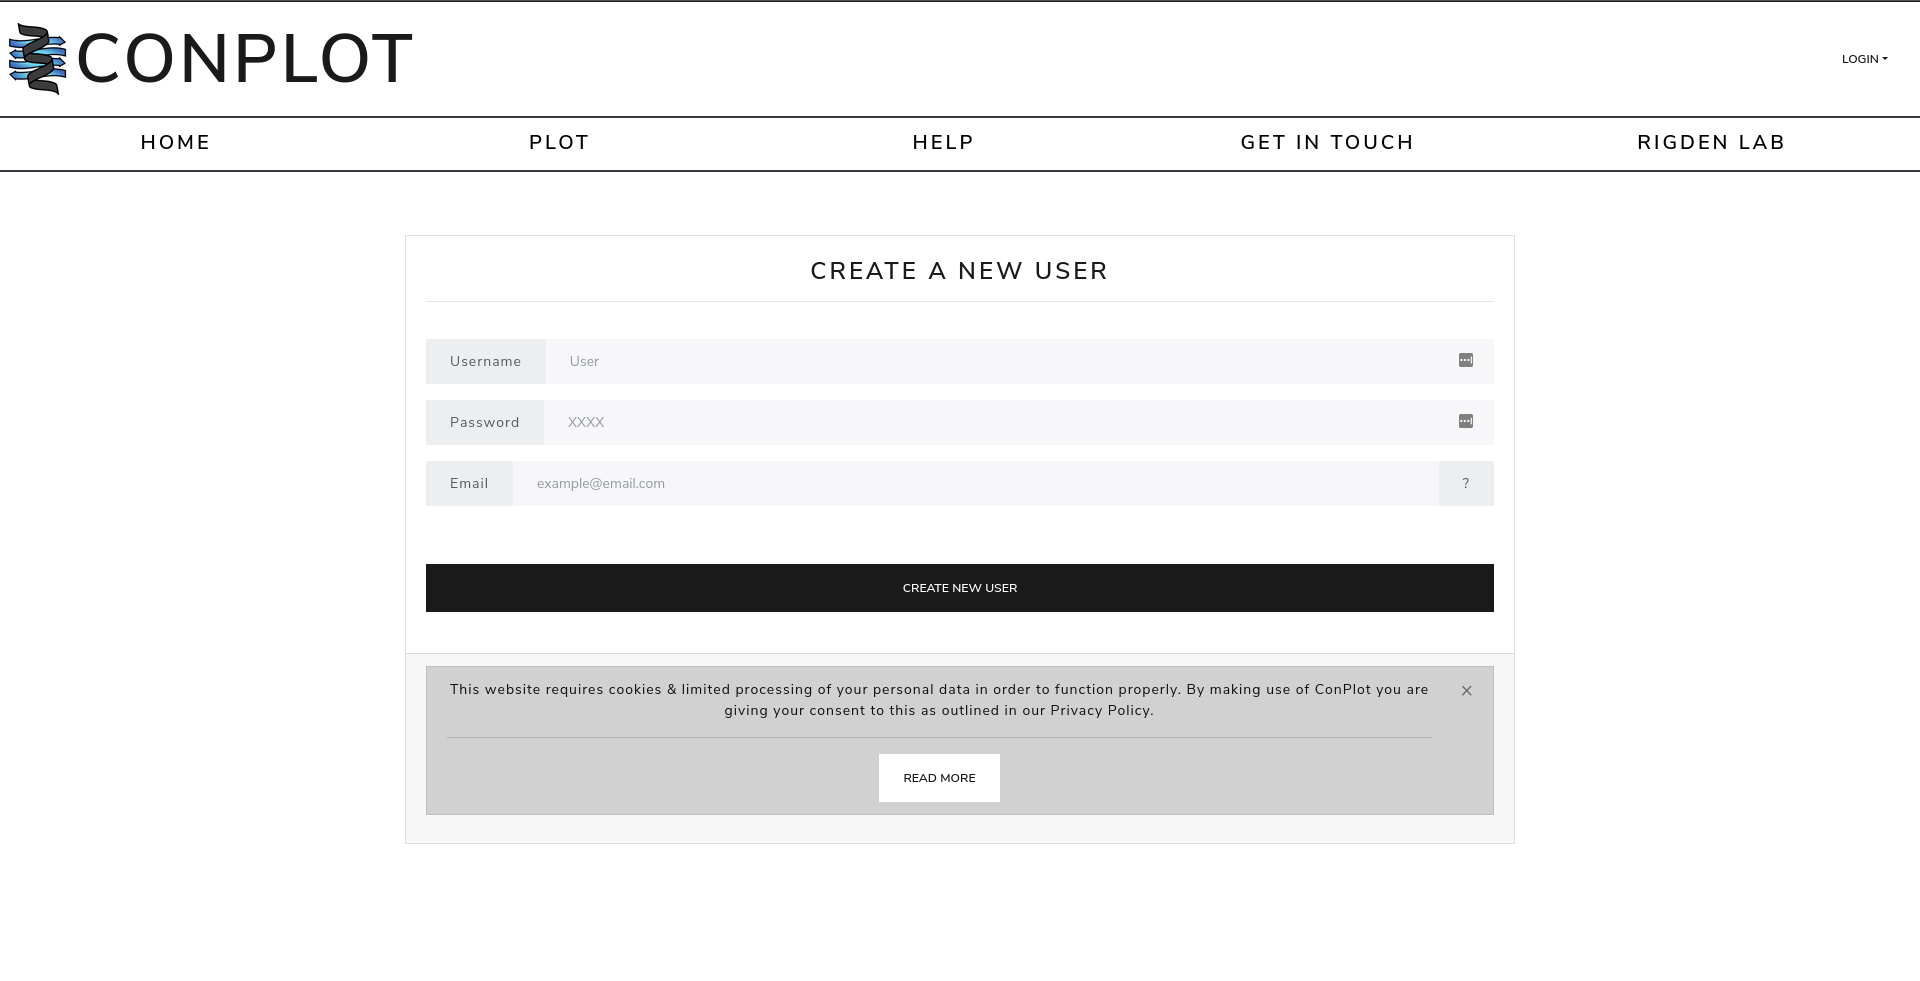 CONPLOT
LOGIN
HOME PLOT HELP GET IN TOUCH RIGDEN LAB
CREATE A NEW USER
Username User
Password XXXX
Email example@email.com ?
CREATE NEW USER
This website requires cookies & limited processing of your personal data in order to function properly. By making use of ConPlot you are
giving your consent to this as outlined in our Privacy Policy.
×
READ MORE